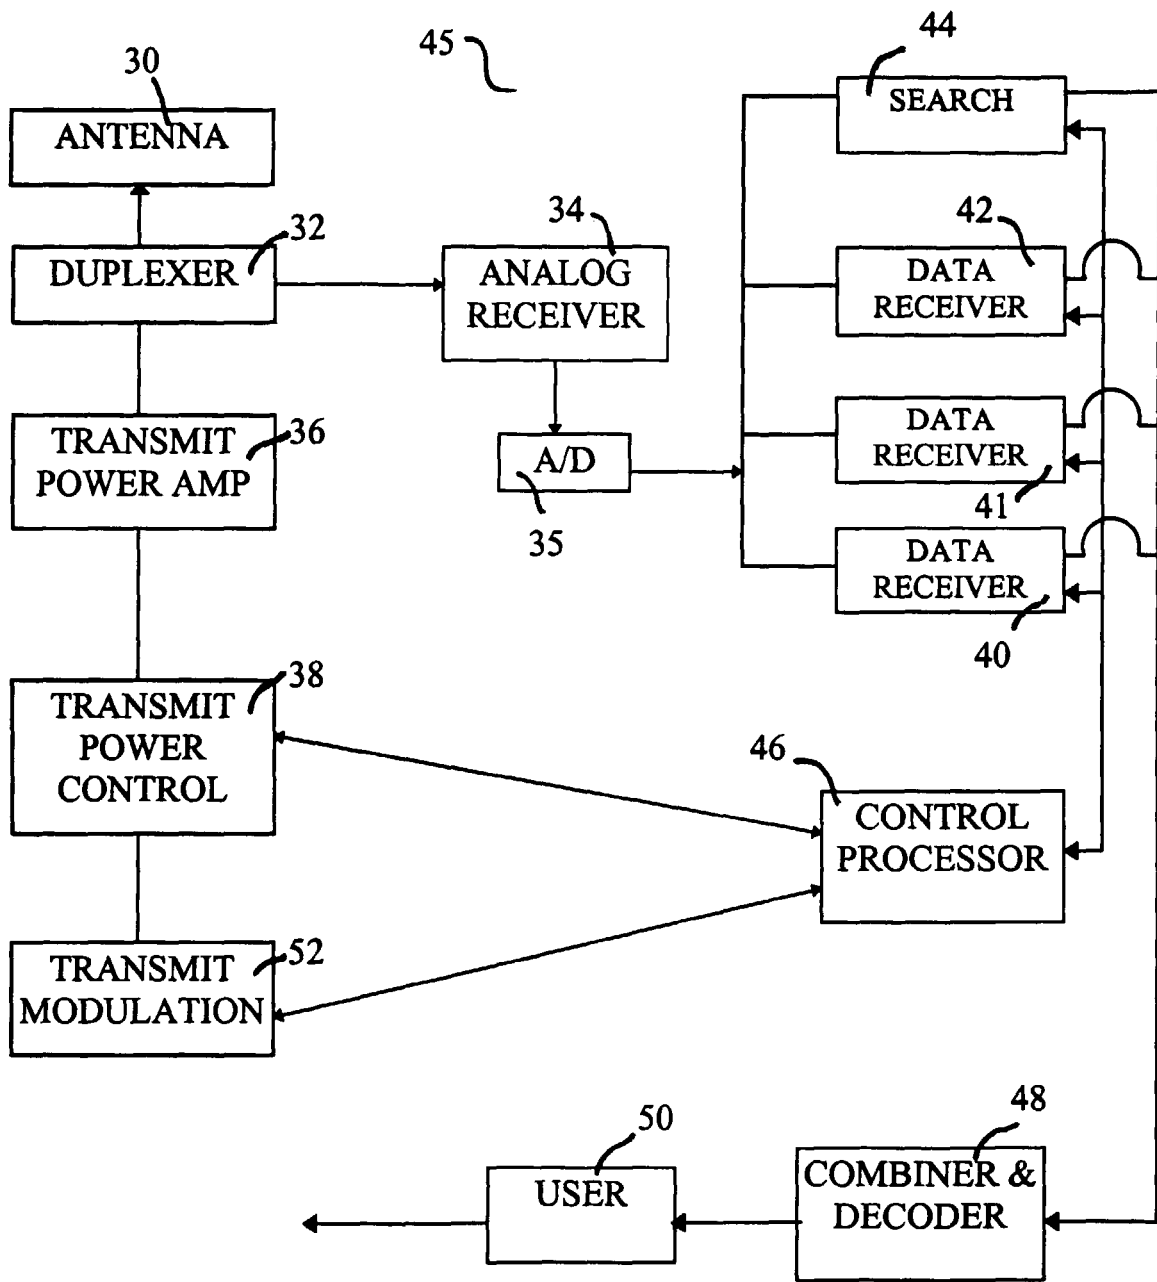 45
44
30
SEARCH
ANTENNA
34
42
32
DUPLEXER
ANALOG
RECEIVER
DATA
RECEIVER
36
TRANSMIT
POWER AMP
A/D
35
DATA
RECEIVER
41
DATA
RECEIVER
40
38
TRANSMIT
POWER
CONTROL
46
CONTROL
PROCESSOR
52
TRANSMIT
MODULATION
50
48
USER
COMBINER &
DECODER